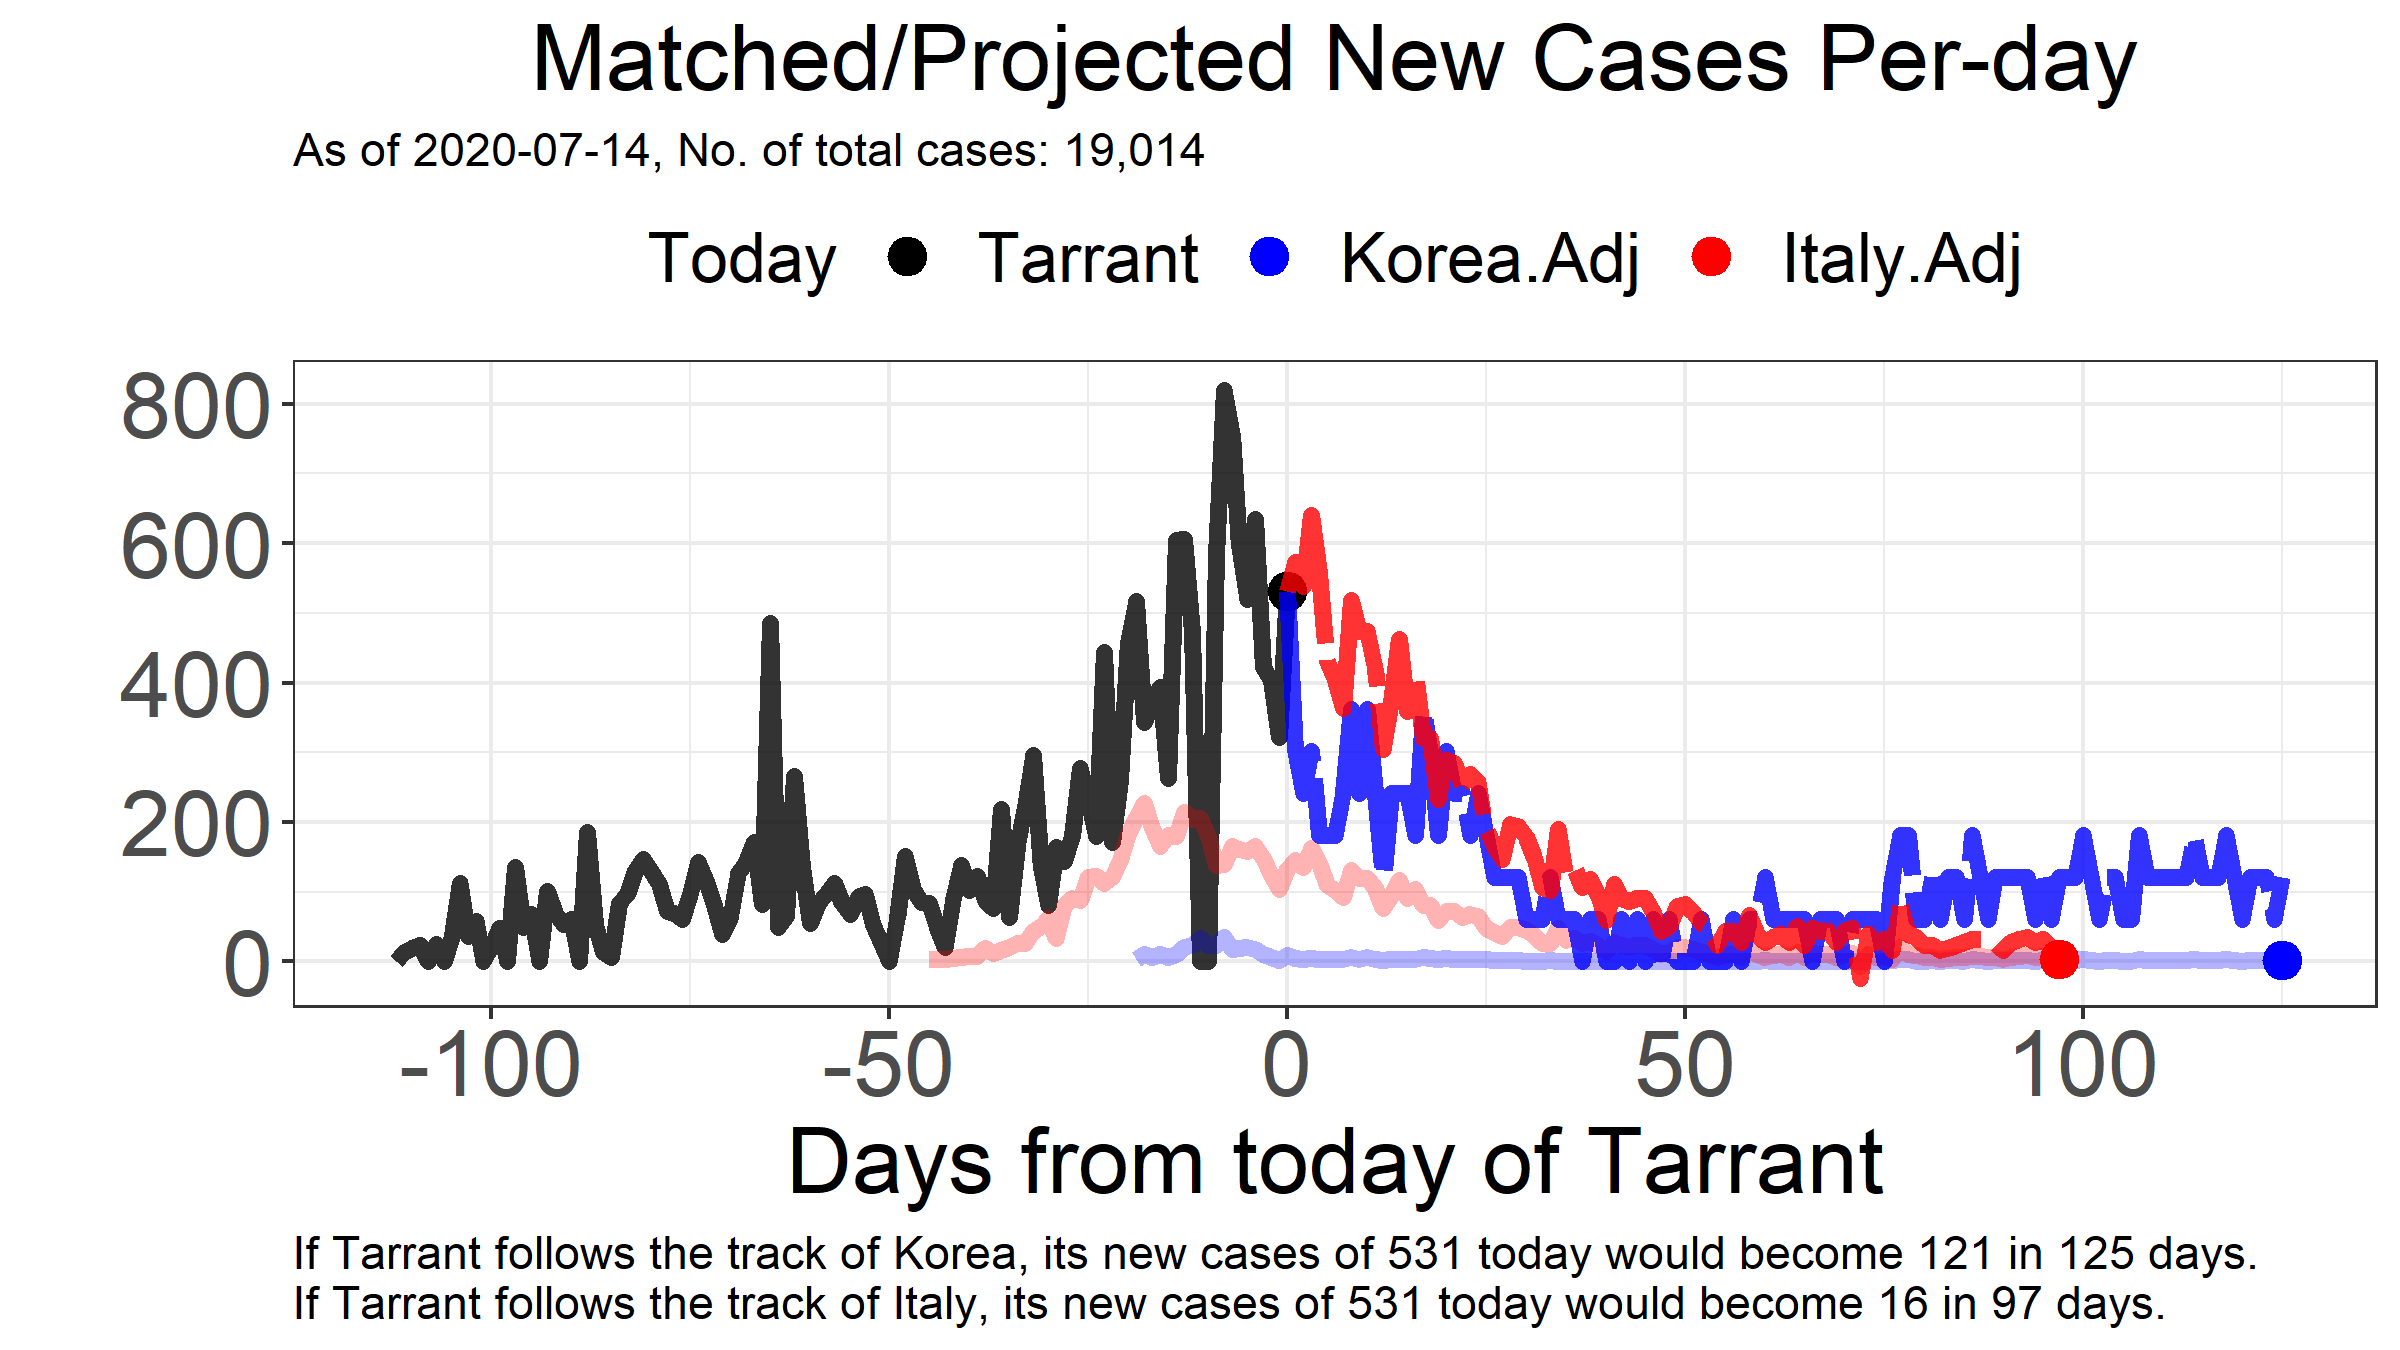 Matched/Projected New Cases Per-day
As of 2020-07-14, No. of total cases: 19,014
Today Tarrant Korea.Adj Italy.Adj
800
600
400
200
0
-100 -50 0 50 100
Days from today of Tarrant
If Tarrant follows the track of Korea, its new cases of 531 today would become 121 in 125 days.
If Tarrant follows the track of Italy, its new cases of 531 today would become 16 in 97 days.